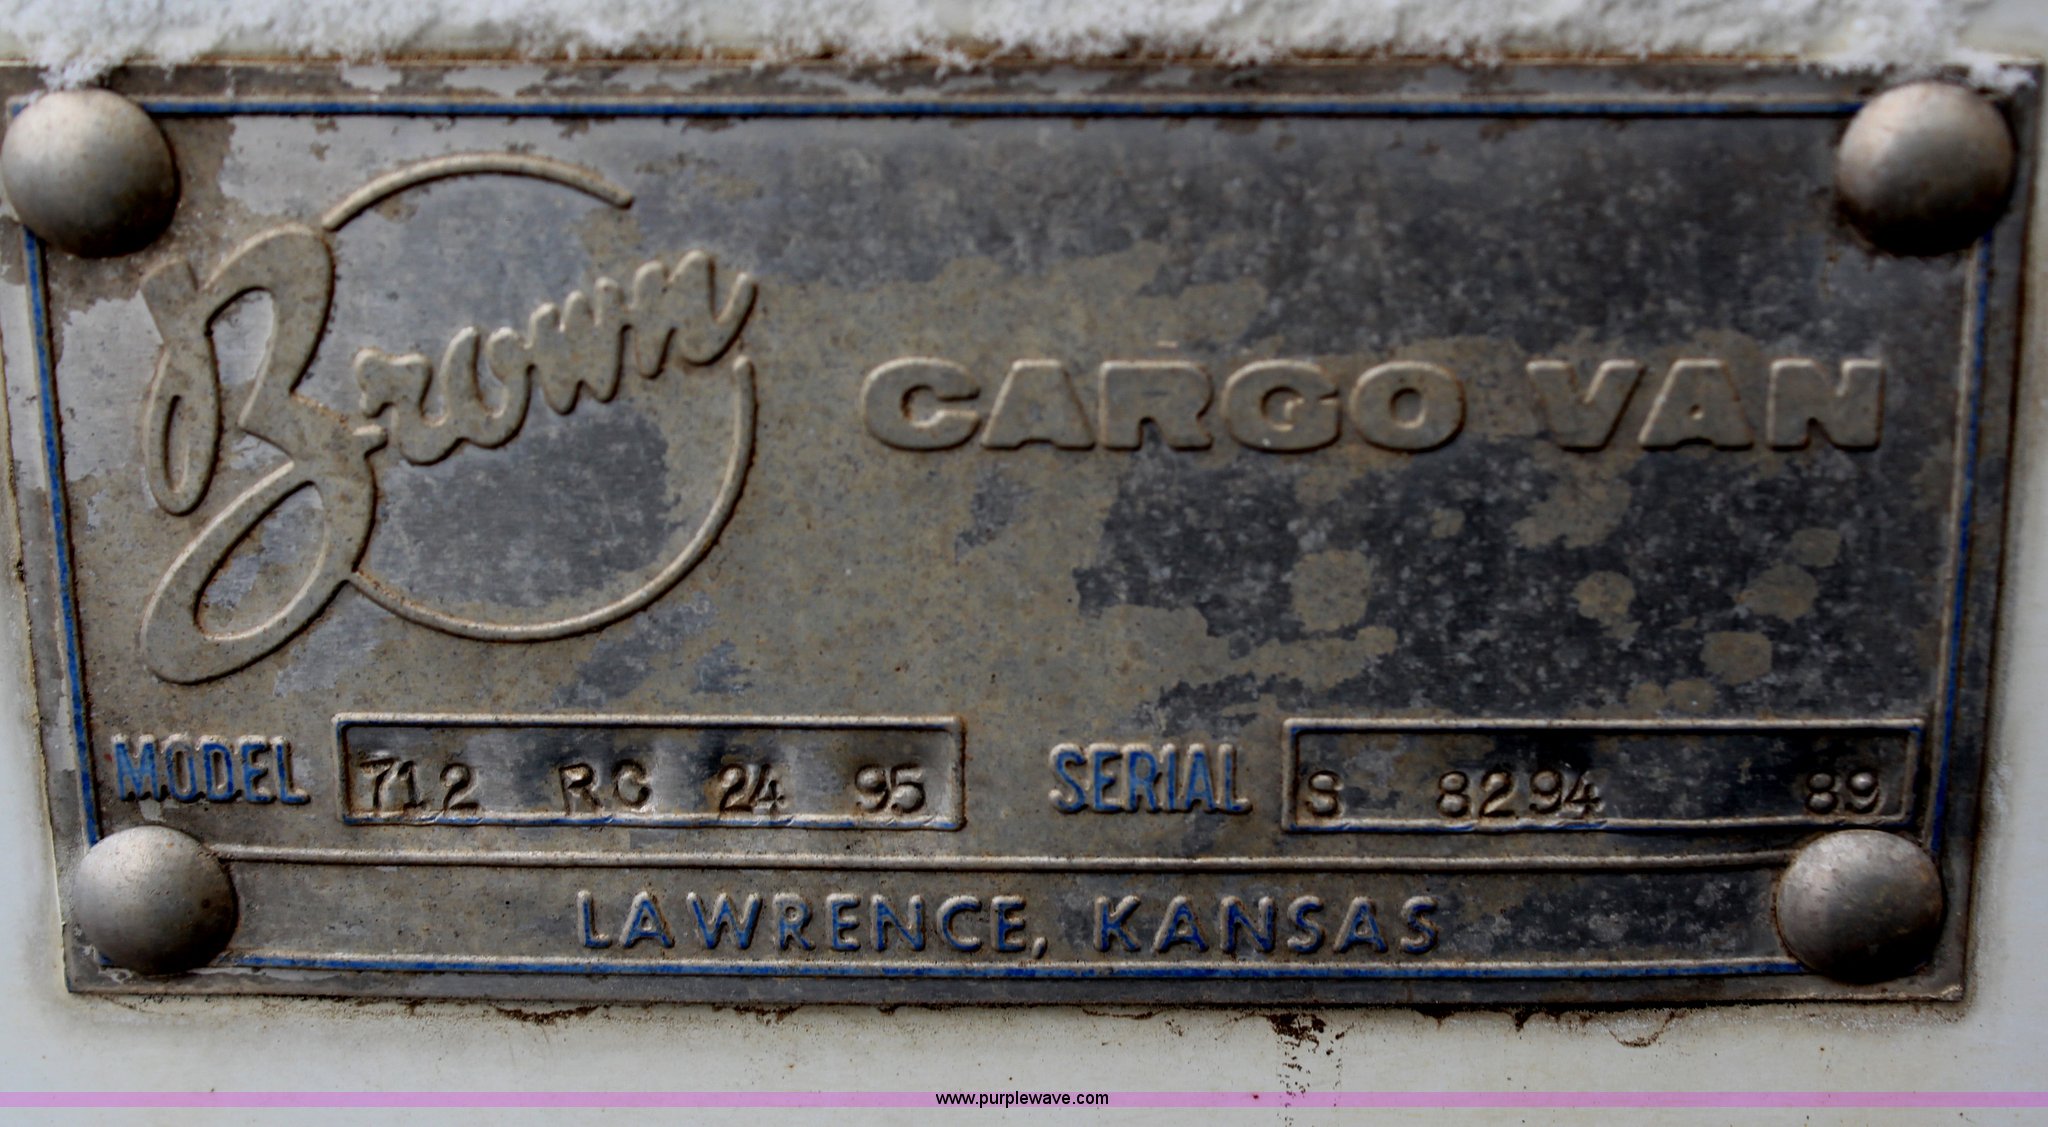 Brown CARGO VAN
MODEL 712 RC 24 95 SERIAL S 8294 89
LAWRENCE, KANSAS
www.purplewave.com